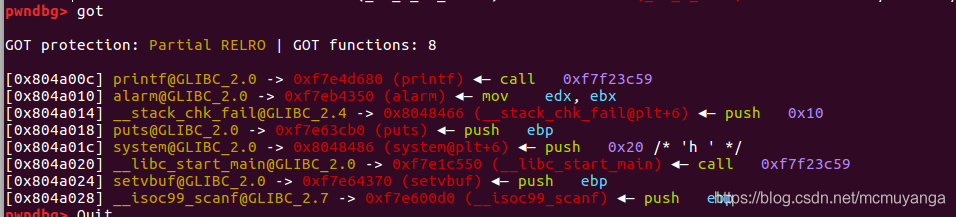 pwndbg> got
GOT protection: Partial RELRO | GOT functions: 8
[0x804a00c] printf@GLIBC_2.0 -> 0xf7e4d680 (printf) ◂— call   0xf7f23c59
[0x804a010] alarm@GLIBC_2.0 -> 0xf7eb4350 (alarm) ◂— mov    edx, ebx
[0x804a014] __stack_chk_fail@GLIBC_2.4 -> 0x8048466 (__stack_chk_fail@plt+6) ◂— push   0x10
[0x804a018] puts@GLIBC_2.0 -> 0xf7e63cb0 (puts) ◂— push   ebp
[0x804a01c] system@GLIBC_2.0 -> 0x8048486 (system@plt+6) ◂— push   0x20 /* 'h ' */
[0x804a020] __libc_start_main@GLIBC_2.0 -> 0xf7e1c550 (__libc_start_main) ◂— call   0xf7f23c59
[0x804a024] setvbuf@GLIBC_2.0 -> 0xf7e64370 (setvbuf) ◂— push   ebp
[0x804a028] __isoc99_scanf@GLIBC_2.7 -> 0xf7e600d0 (__isoc99_scanf) ◂— push   ebp
https://blog.csdn.net/mcmuyanga
pwndbg> Quit